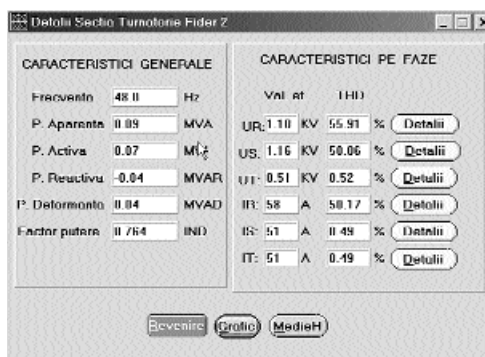 Detalii Sectia Turnatorie Fider 2
CARACTERISTICI GENERALE
Frecventa 48.0 Hz
P. Aparenta 0.09 MVA
P. Activa 0.07
P. Reactiva -0.04 MVAR
P. Deformanta 0.04 MVAD
Factor putere 0.764 IND
CARACTERISTICI PE FAZE
Val. ef. THD
UR: 1.10 KV 55.91 % Detalii
US: 1.16 KV 50.06 % Detalii
UT: 0.51 KV 0.52 % Detalii
IR: 58 A 50.17 % Detalii
IS: 51 A 0.49 % Detalii
IT: 51 A 0.49 % Detalii
Revenire Grafic MedieH